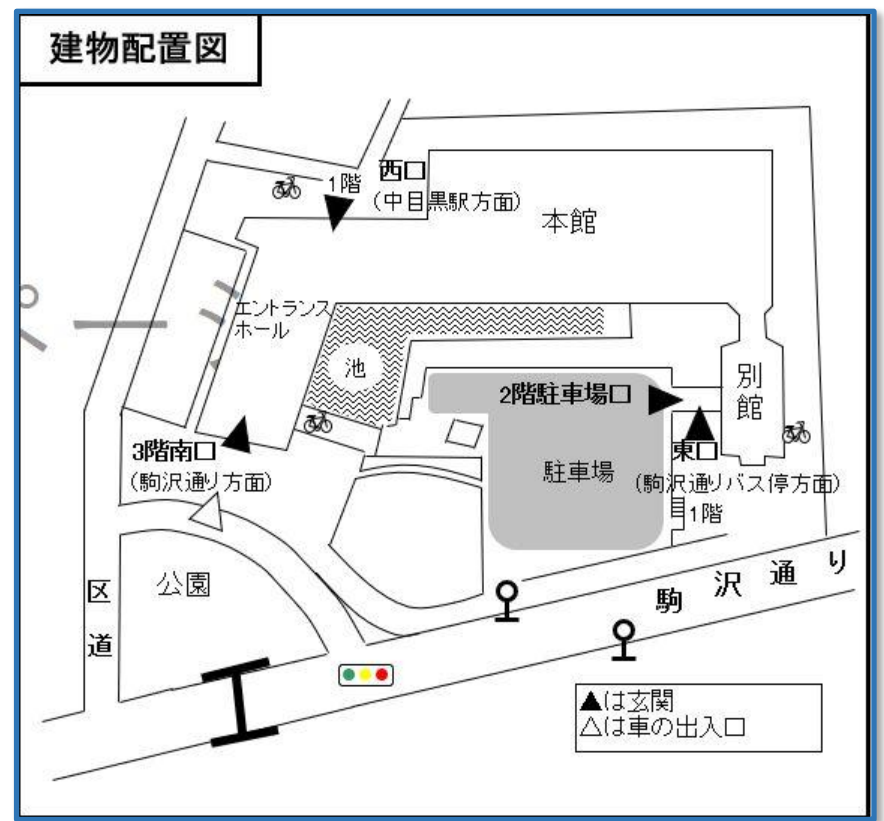 建物配置図
西口
1階
(中目黒駅方面)
本館
エントランス
ホール
池
2階駐車場口
別
館
3階南口
(駒沢通り方面)
駐車場
東口
(駒沢通りバス停方面)
1階
公園
区
道
駒沢通り
▲は玄関
△は車の出入口